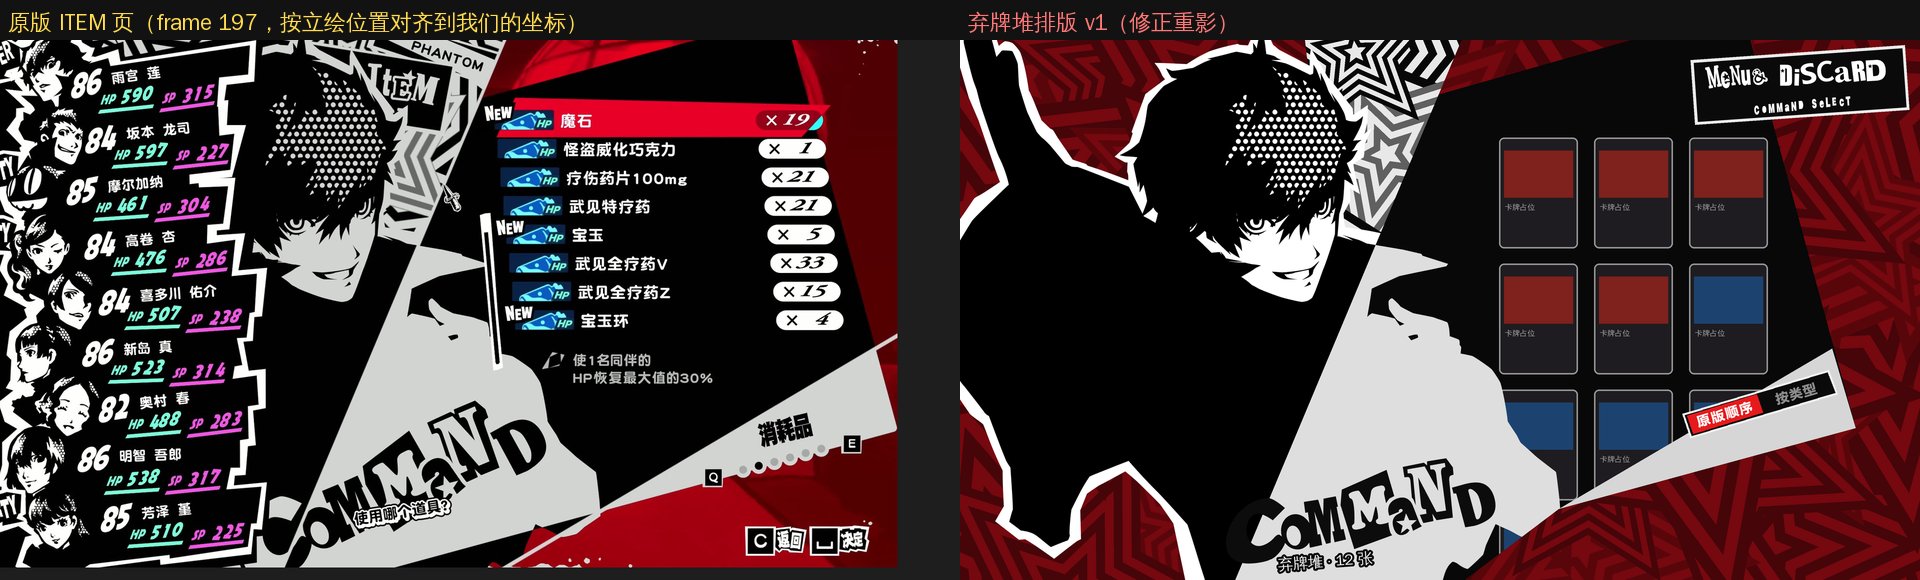 原版 ITEM 页（frame 197，按立绘位置对齐到我们的坐标）
PHANTOM
ItEM
86 雨宫 莲
HP 590 SP 315
84 坂本 龙司
HP 597 SP 227
85 摩尔加纳
HP 461 SP 304
84 高卷 杏
HP 476 SP 286
84 喜多川 佑介
HP 507 SP 238
86 新岛 真
HP 523 SP 314
82 奥村 春
HP 488 SP 283
86 明智 吾郎
HP 538 SP 317
85 芳泽 堇
HP 510 SP 225
NEW HP 魔石 × 19
HP 怪盗威化巧克力 × 1
HP 疗伤药片100mg × 21
HP 武见特疗药 × 21
NEW HP 宝玉 × 5
HP 武见全疗药V × 33
HP 武见全疗药Z × 15
NEW HP 宝玉环 × 4
使1名同伴的
HP恢复最大值的30%
COMMaND
使用哪个道具?
消耗品
Q E
C 返回 决定
弃牌堆排版 v1（修正重影）
MeNu& DiSCaRD
CoMMaND SeLeCT
卡牌占位 卡牌占位 卡牌占位
卡牌占位 卡牌占位 卡牌占位
卡牌占位
原版顺序 按类型
CoMMaND
弃牌堆·12 张